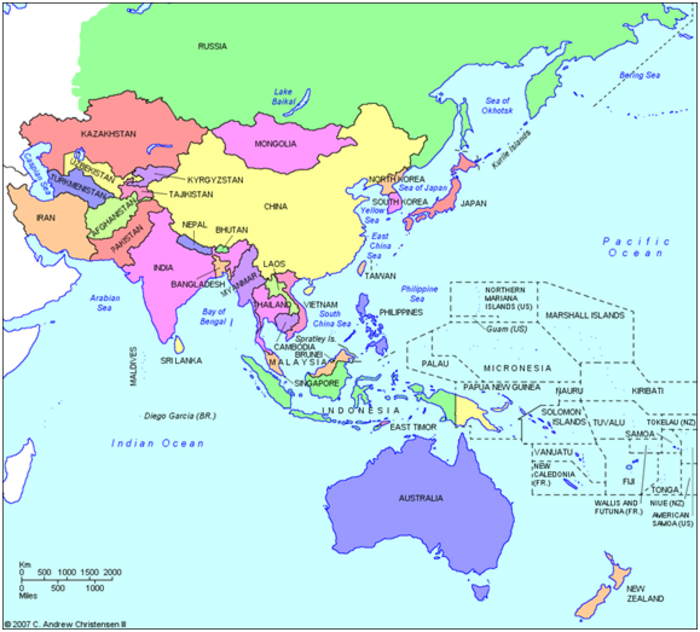 RUSSIA
Bering Sea
Lake
Baikal
Sea of
Okhotsk
KAZAKHSTAN
MONGOLIA
Kurile Islands
Caspian Sea
UZBEKISTAN
TURKMENISTAN
KYRGYZSTAN
TAJIKISTAN
NORTH KOREA
Sea of Japan
SOUTH KOREA
JAPAN
CHINA
Yellow
Sea
IRAN
AFGHANISTAN
PAKISTAN
NEPAL
BHUTAN
East
China
Sea
Pacific
Ocean
INDIA
BANGLADESH
MYANMAR
LAOS
TAIWAN
Arabian
Sea
Bay of
Bengal
THAILAND
VIETNAM
South
China Sea
Philippine
Sea
PHILIPPINES
NORTHERN
MARIANA
ISLANDS (US)
MARSHALL ISLANDS
Guam (US)
CAMBODIA
Spratley Is.
BRUNEI
MALAYSIA
SRI LANKA
MALDIVES
SINGAPORE
PALAU
MICRONESIA
PAPUA NEW GUINEA
NAURU
KIRIBATI
Diego Garcia (BR.)
INDONESIA
EAST TIMOR
SOLOMON
ISLANDS
TUVALU
TOKELAU (NZ)
SAMOA
Indian Ocean
VANUATU
NEW
CALEDONIA
(FR.)
FIJI
TONGA
WALLIS AND
FUTUNA (FR.)
NIUE (NZ)
AMERICAN
SAMOA (US)
AUSTRALIA
NEW
ZEALAND
Km
0 500 1000 1500 2000
0 500 1000
Miles
© 2007 C. Andrew Christensen II